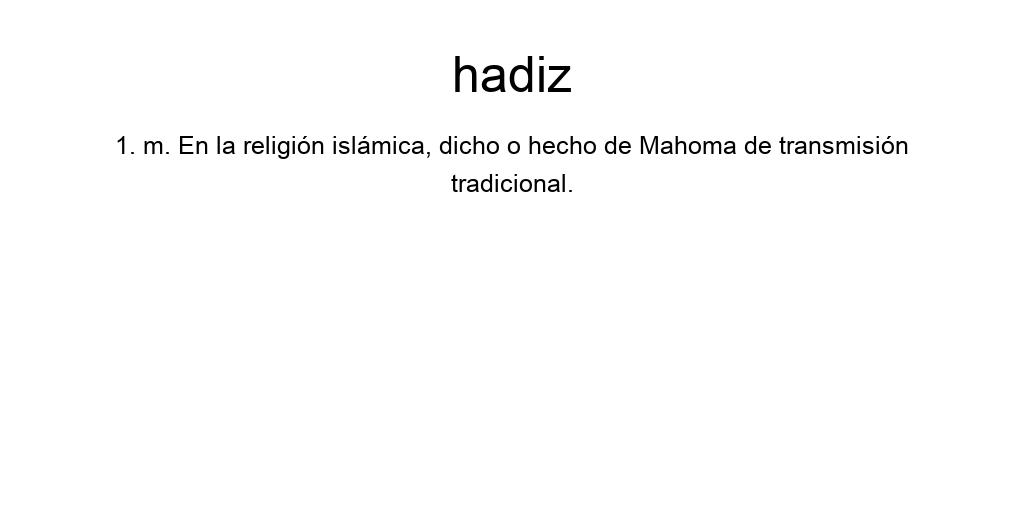 hadiz
1. m. En la religión islámica, dicho o hecho de Mahoma de transmisión
tradicional.